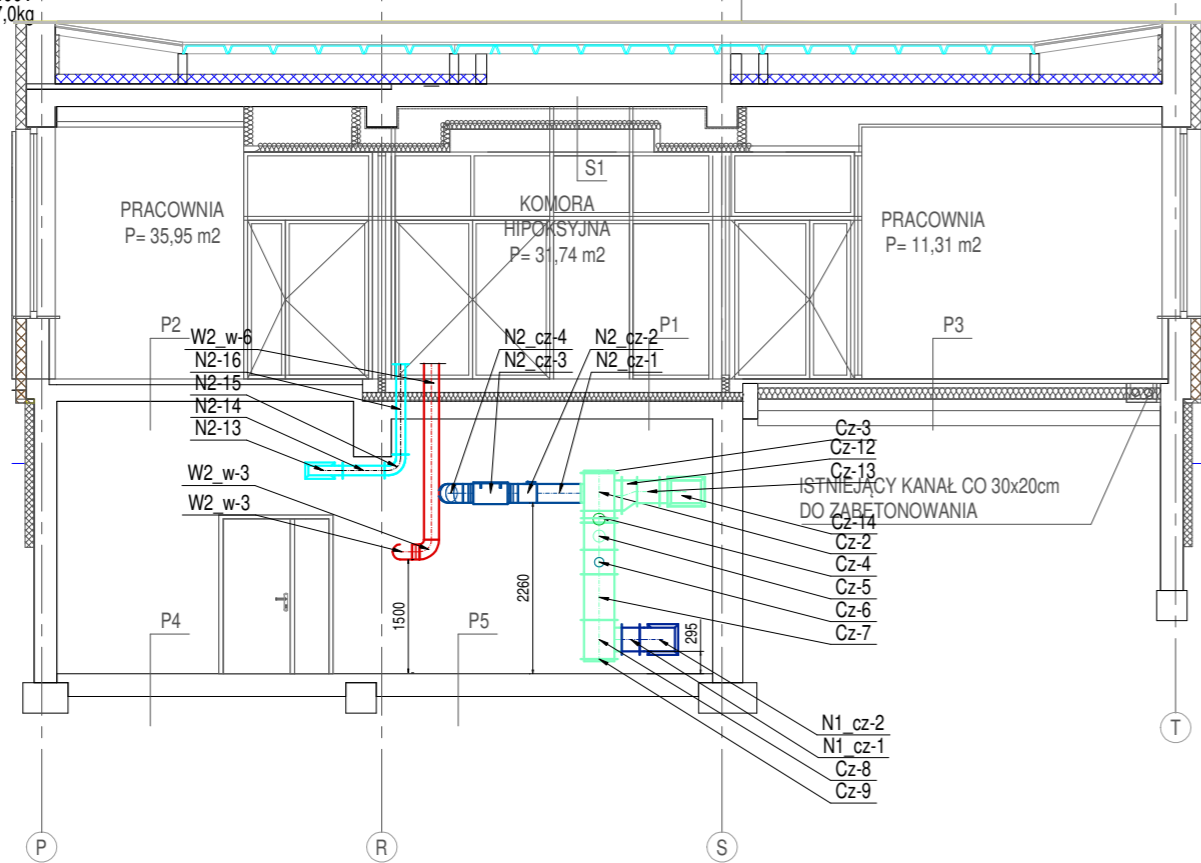 7,0kg
S1
PRACOWNIA
P= 35,95 m2
KOMORA
HIPOKSYJNA
P= 31,74 m2
PRACOWNIA
P= 11,31 m2
P2
W2_w-6
N2-16
N2-15
N2-14
N2-13
W2_w-3
W2_w-3
N2_cz-4
N2_cz-3
N2_cz-2
N2_cz-1
P1
P3
Cz-3
Cz-12
Cz-13
ISTNIEJĄCY KANAŁ CO 30x20cm
DO ZABETONOWANIA
Cz-14
Cz-2
Cz-4
Cz-5
Cz-6
Cz-7
1500
2260
295
P4
P5
N1_cz-2
N1_cz-1
Cz-8
Cz-9
P
R
S
T